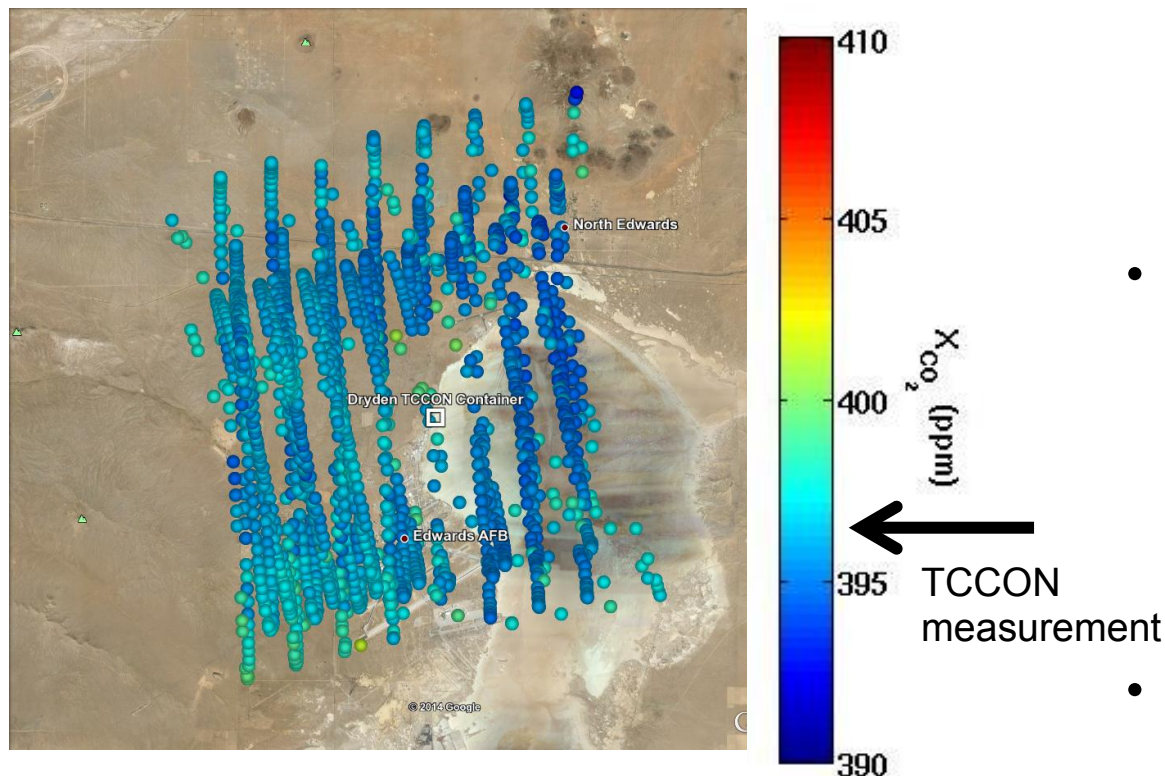 North Edwards
Dryden TCCON Container
Edwards AFB
© 2014 Google
410
405
400
395
390
X_CO₂ (ppm)
TCCON
measurement
•
•